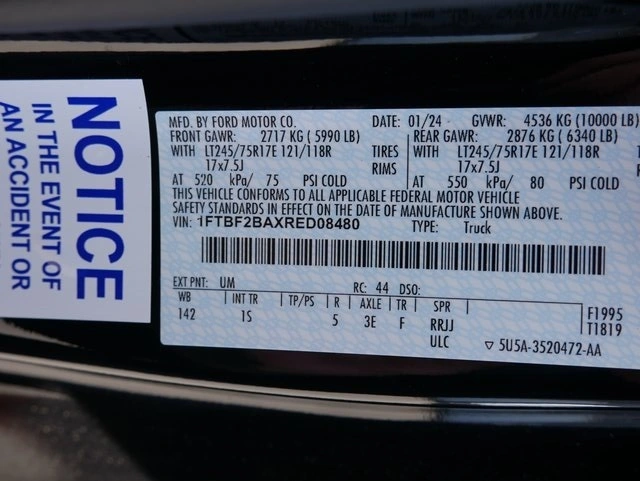 NOTICE
IN THE EVENT OF
AN ACCIDENT OR
MFD. BY FORD MOTOR CO. DATE: 01/24 GVWR: 4536 KG (10000 LB)
FRONT GAWR: 2717 KG ( 5990 LB) REAR GAWR: 2876 KG ( 6340 LB)
WITH LT245/75R17E 121/118R TIRES WITH LT245/75R17E 121/118R
17x7.5J RIMS 17x7.5J
AT 520 kPa/ 75 PSI COLD AT 550 kPa/ 80 PSI COLD
THIS VEHICLE CONFORMS TO ALL APPLICABLE FEDERAL MOTOR VEHICLE
SAFETY STANDARDS IN EFFECT ON THE DATE OF MANUFACTURE SHOWN ABOVE.
VIN: 1FTBF2BAXRED08480 TYPE: Truck
EXT PNT: UM RC: 44 DSO:
WB INT TR TP/PS R AXLE TR SPR F1995
142 1S 5 3E F RRJJ T1819
ULC ▽ 5U5A-3520472-AA